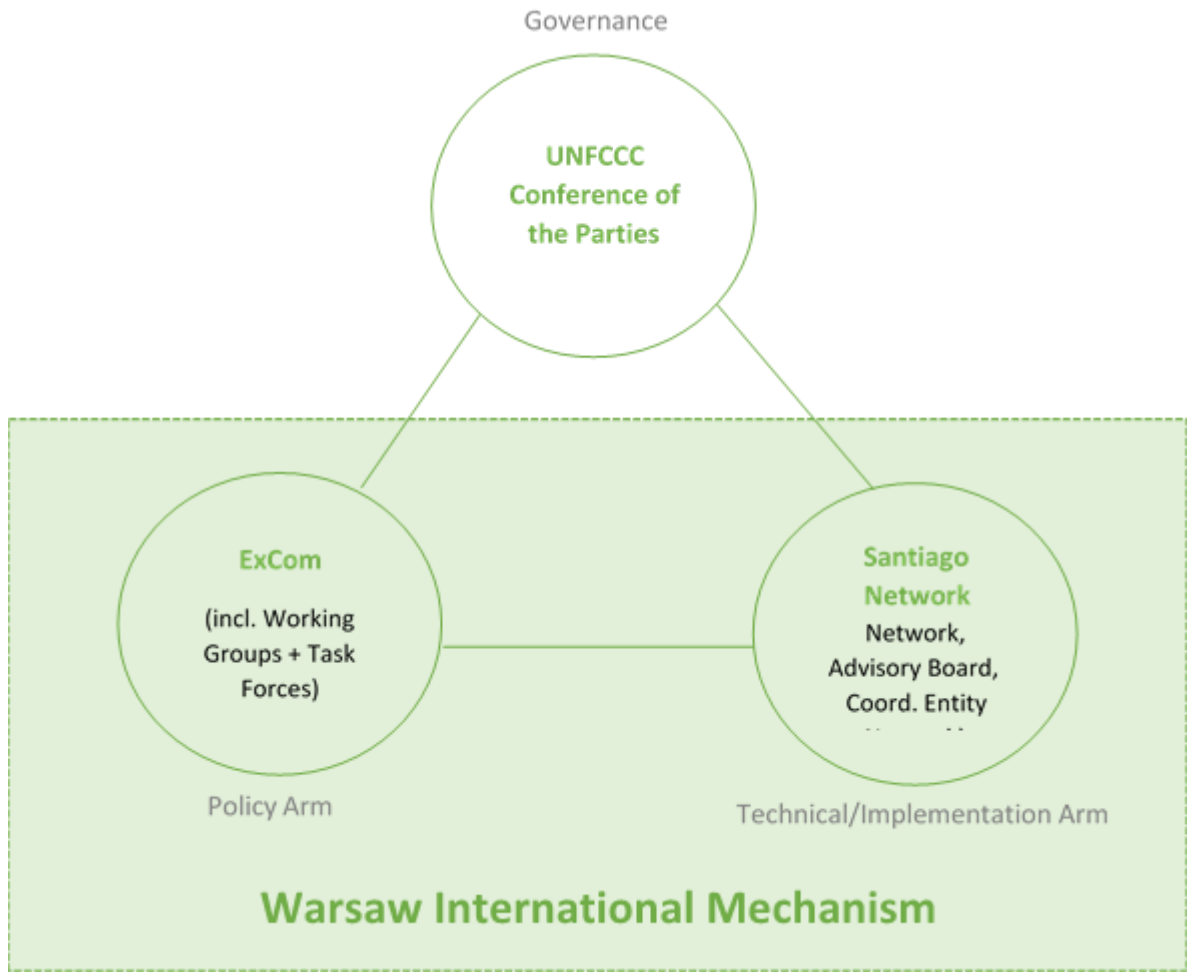 Governance
UNFCCC
Conference of
the Parties
ExCom
(incl. Working
Groups + Task
Forces)
Policy Arm
Santiago
Network
Network,
Advisory Board,
Coord. Entity
Technical/Implementation Arm
Warsaw International Mechanism